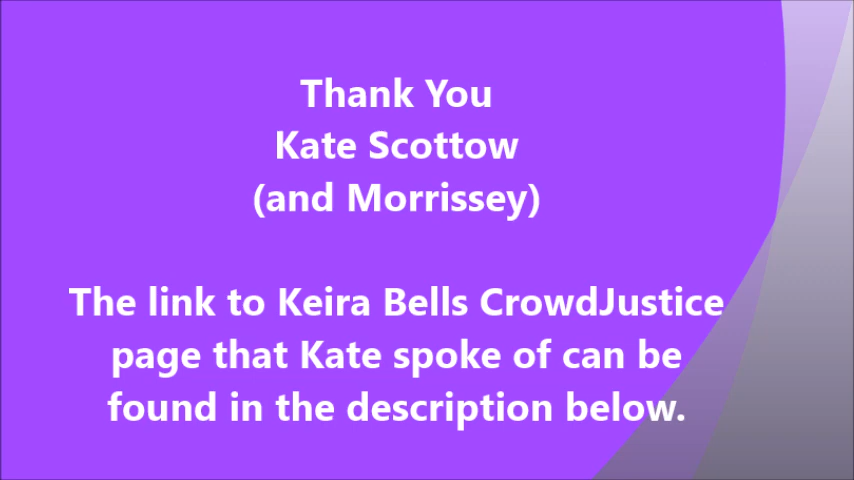 Thank You
Kate Scottow
(and Morrissey)
The link to Keira Bells CrowdJustice
page that Kate spoke of can be
found in the description below.